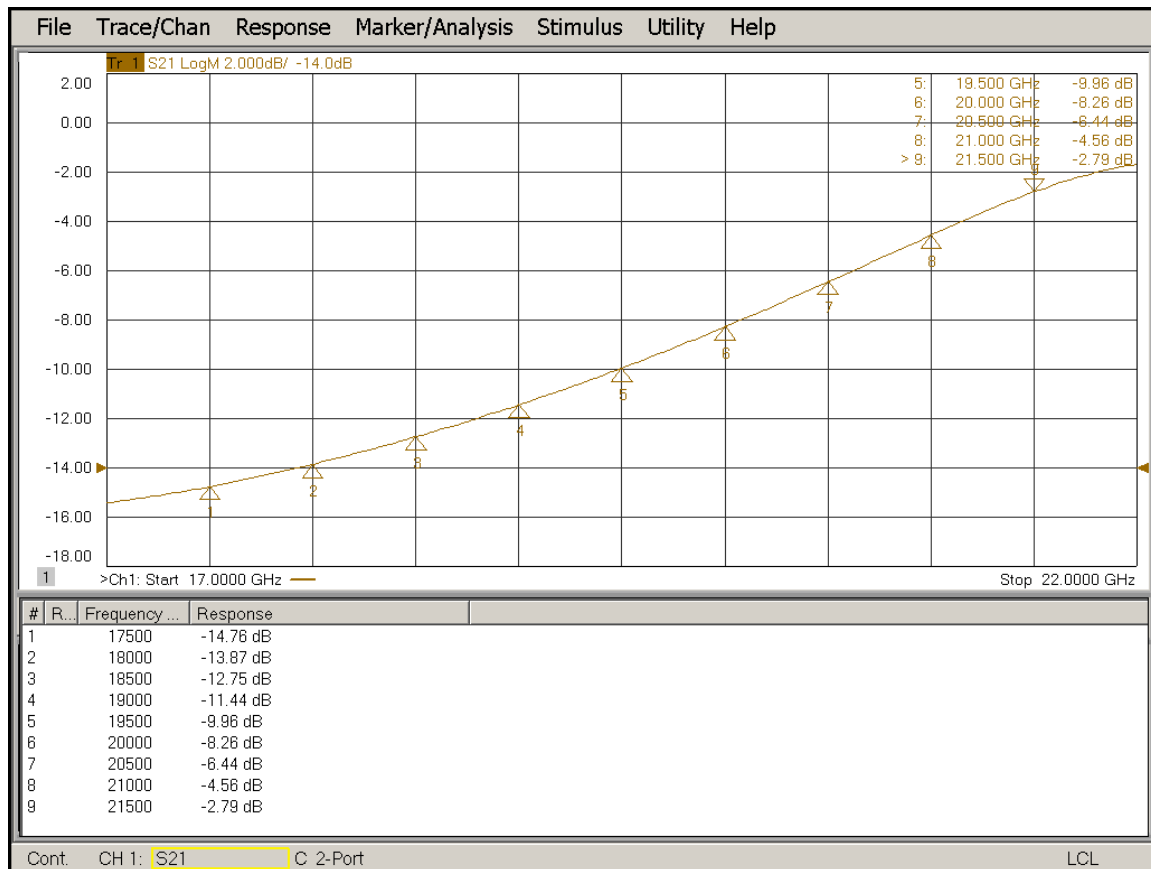 File Trace/Chan Response Marker/Analysis Stimulus Utility Help
Tr 1 S21 LogM 2.000dB/ -14.0dB
5: 19.500 GHz -9.96 dB
6: 20.000 GHz -8.26 dB
7: 20.500 GHz -6.44 dB
8: 21.000 GHz -4.56 dB
> 9: 21.500 GHz -2.79 dB
2.00
0.00
-2.00
-4.00
-6.00
-8.00
-10.00
-12.00
-14.00
-16.00
-18.00
1
2
3
4
5
6
7
8
9
1 >Ch1: Start 17.0000 GHz Stop 22.0000 GHz
# R... Frequency ... Response
1 17500 -14.76 dB
2 18000 -13.87 dB
3 18500 -12.75 dB
4 19000 -11.44 dB
5 19500 -9.96 dB
6 20000 -8.26 dB
7 20500 -6.44 dB
8 21000 -4.56 dB
9 21500 -2.79 dB
Cont. CH 1: S21 C 2-Port LCL